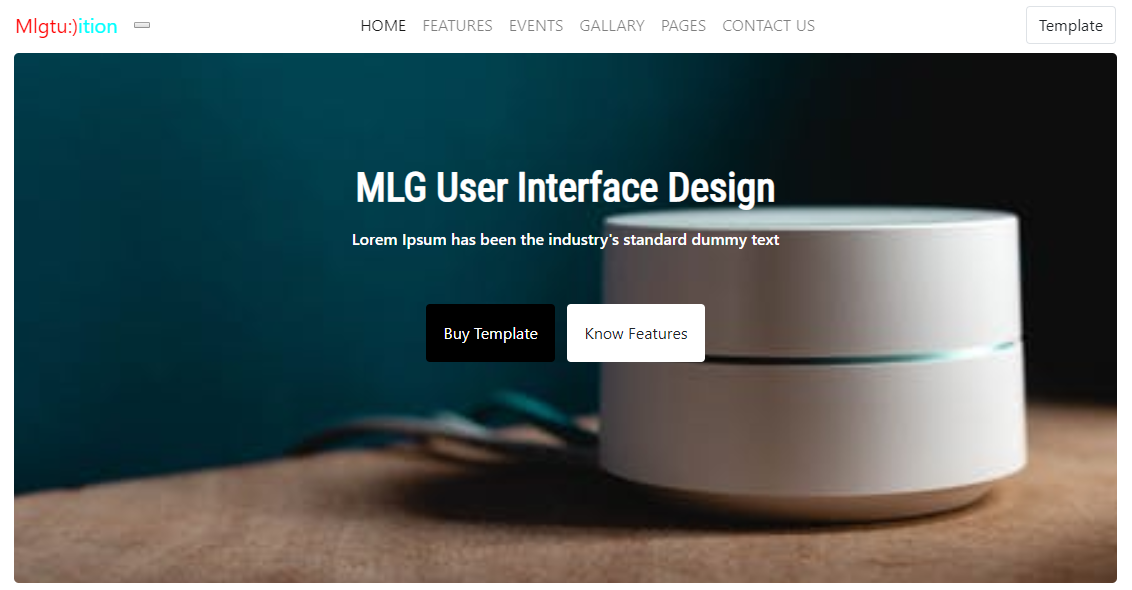 Mlgtu:)ition HOME FEATURES EVENTS GALLARY PAGES CONTACT US Template
MLG User Interface Design
Lorem Ipsum has been the industry's standard dummy text
Buy Template Know Features